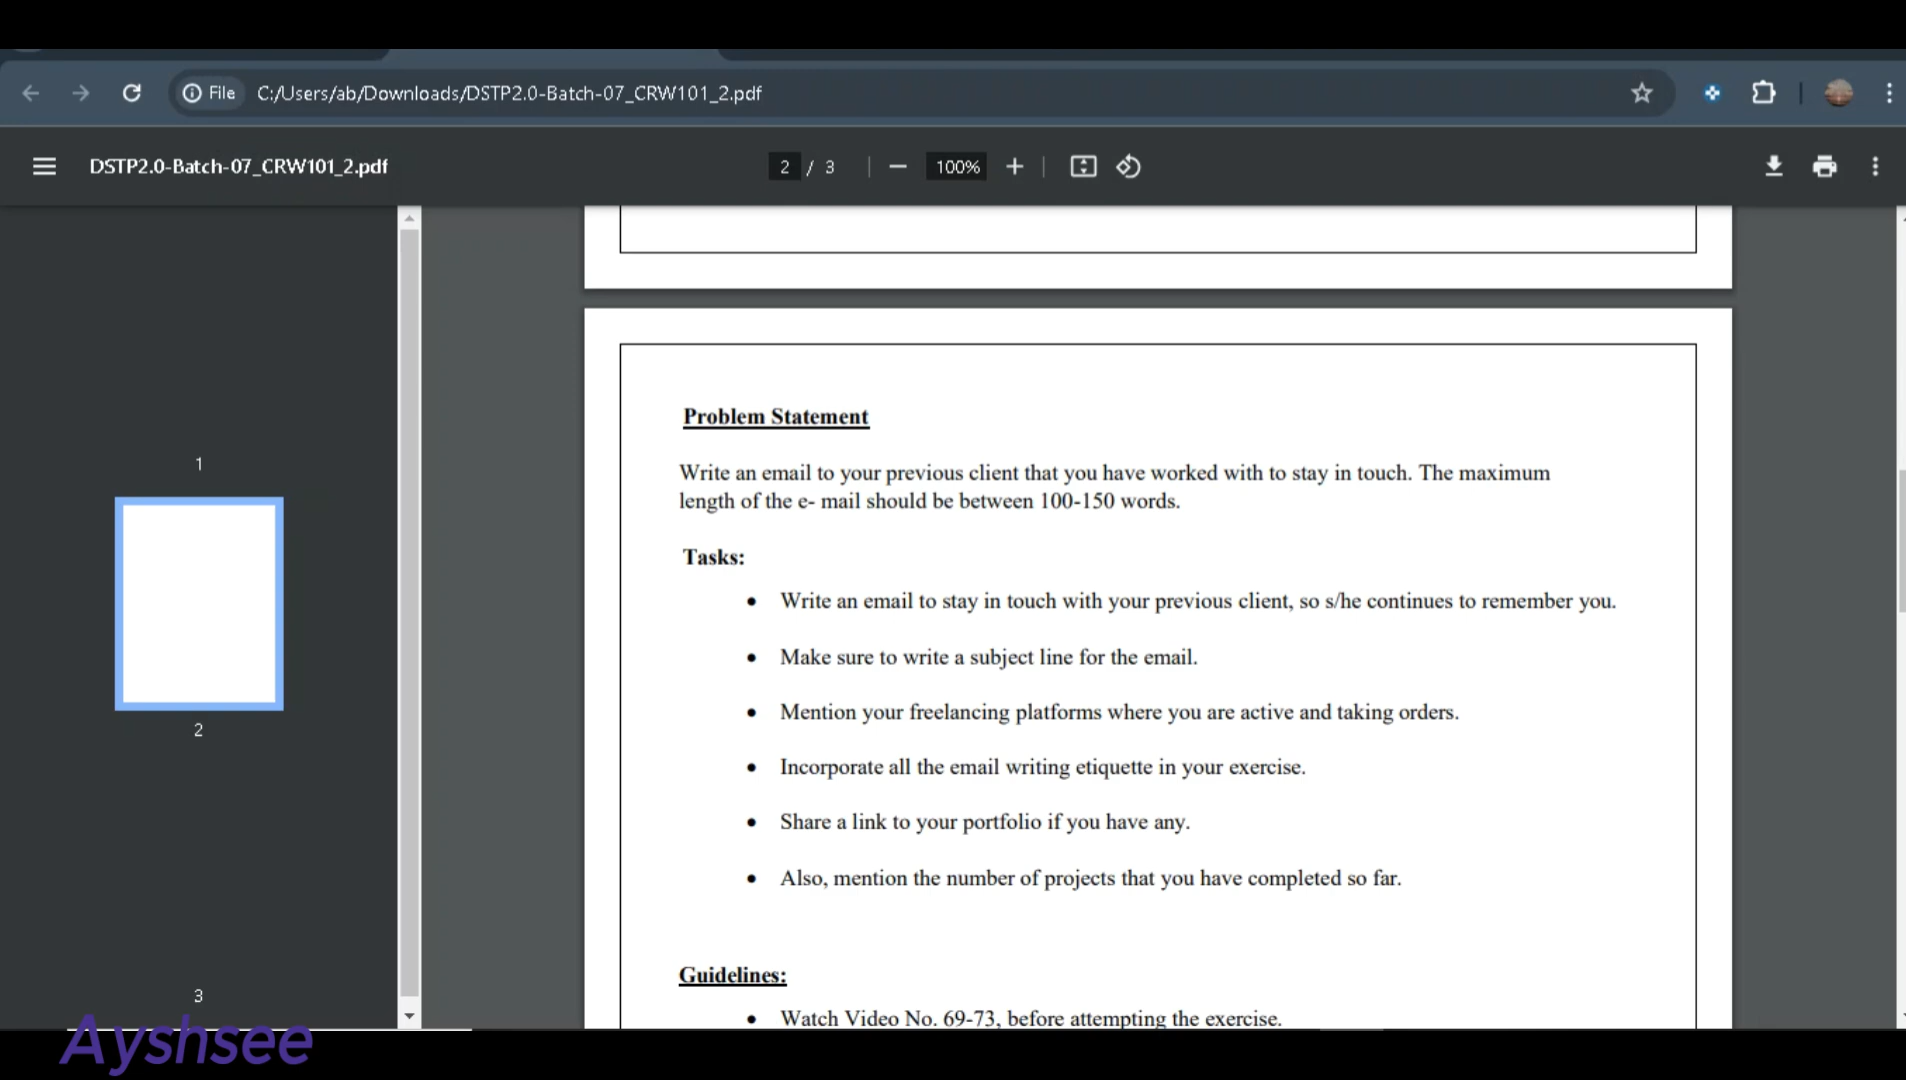 File C:/Users/ab/Downloads/DSTP2.0-Batch-07_CRW101_2.pdf
DSTP2.0-Batch-07_CRW101_2.pdf
2 / 3
100%
1
2
3
Problem Statement
Write an email to your previous client that you have worked with to stay in touch. The maximum
length of the e- mail should be between 100-150 words.
Tasks:
• Write an email to stay in touch with your previous client, so s/he continues to remember you.
• Make sure to write a subject line for the email.
• Mention your freelancing platforms where you are active and taking orders.
• Incorporate all the email writing etiquette in your exercise.
• Share a link to your portfolio if you have any.
• Also, mention the number of projects that you have completed so far.
Guidelines:
• Watch Video No. 69-73, before attempting the exercise.
Ayshsee